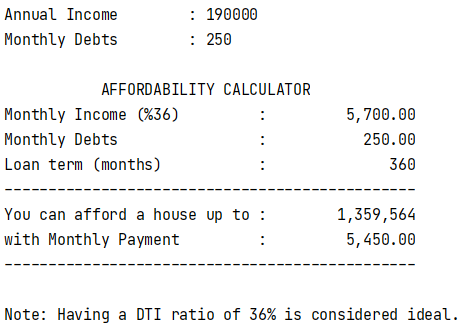 Annual Income        : 190000
Monthly Debts        : 250
AFFORDABILITY CALCULATOR
Monthly Income (%36)         :         5,700.00
Monthly Debts                :           250.00
Loan term (months)           :              360
-----------------------------------------------
You can afford a house up to :        1,359,564
with Monthly Payment         :         5,450.00
-----------------------------------------------
Note: Having a DTI ratio of 36% is considered ideal.